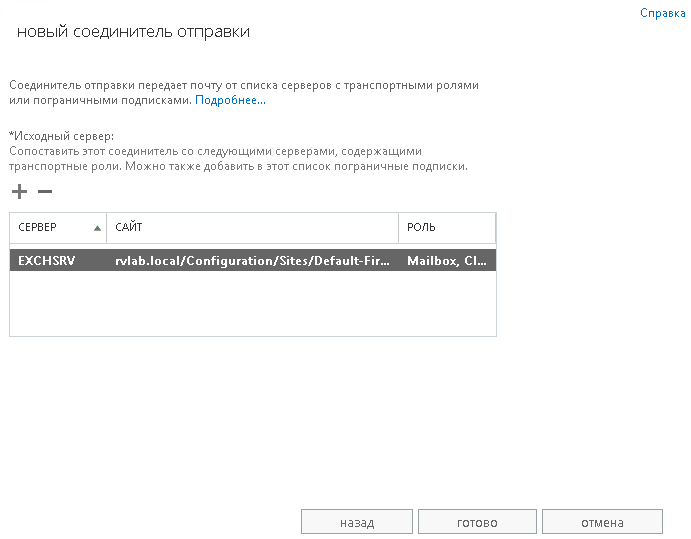 Справка
новый соединитель отправки
Соединитель отправки передает почту от списка серверов с транспортными ролями
или пограничными подписками. Подробнее...
*Исходный сервер:
Сопоставить этот соединитель со следующими серверами, содержащими
транспортные роли. Можно также добавить в этот список пограничные подписки.
СЕРВЕР САЙТ РОЛЬ
EXCHSRV rvlab.local/Configuration/Sites/Default-Fir... Mailbox, Cl...
назад готово отмена